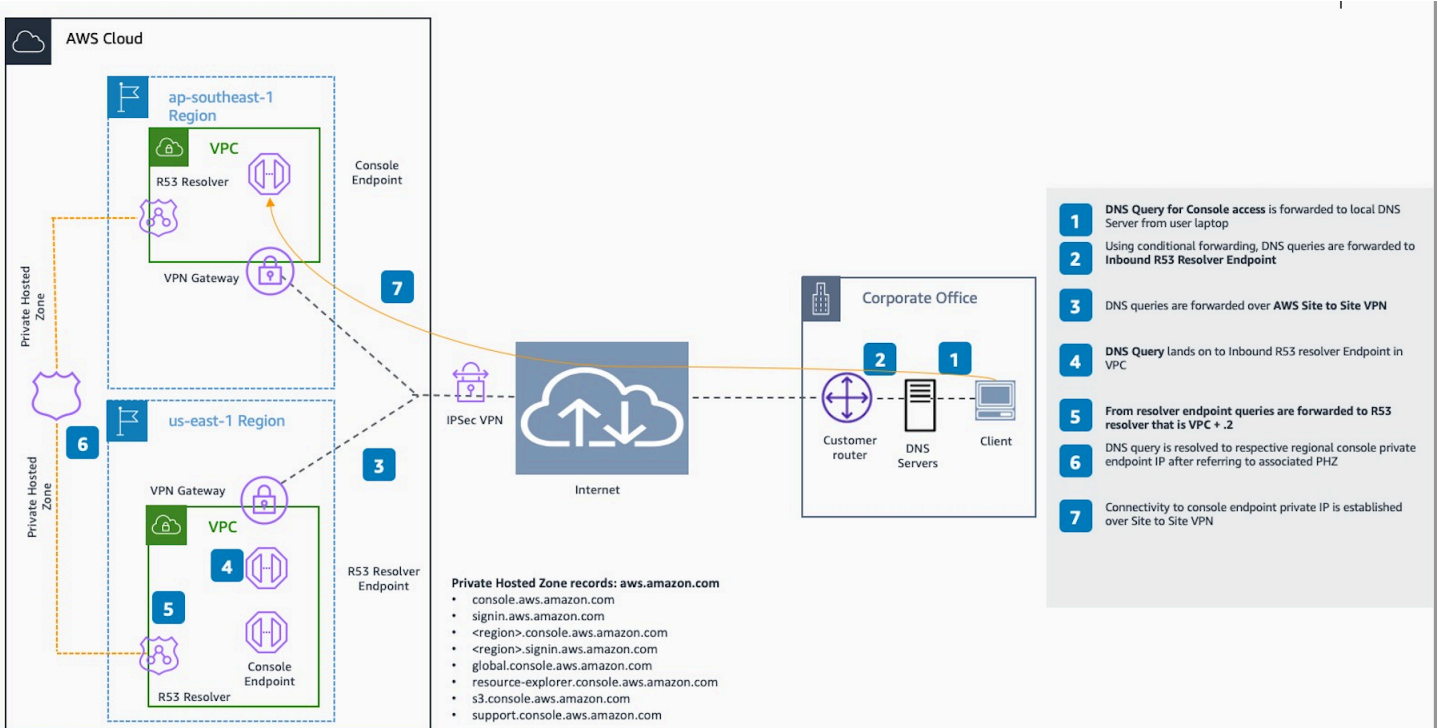 AWS Cloud
ap-southeast-1
Region
VPC
R53 Resolver
Console
Endpoint
VPN Gateway
7
Private Hosted
Zone
6
Private Hosted
Zone
us-east-1 Region
VPN Gateway
3
VPC
4
5
R53 Resolver
Endpoint
Console
Endpoint
R53 Resolver
IPSec VPN
Internet
Corporate Office
2
1
Customer
router
DNS
Servers
Client
Private Hosted Zone records: aws.amazon.com
• console.aws.amazon.com
• signin.aws.amazon.com
• <region>.console.aws.amazon.com
• <region>.signin.aws.amazon.com
• global.console.aws.amazon.com
• resource-explorer.console.aws.amazon.com
• s3.console.aws.amazon.com
• support.console.aws.amazon.com
1
DNS Query for Console access is forwarded to local DNS
Server from user laptop
2
Using conditional forwarding, DNS queries are forwarded to
Inbound R53 Resolver Endpoint
3
DNS queries are forwarded over AWS Site to Site VPN
4
DNS Query lands on to Inbound R53 resolver Endpoint in
VPC
5
From resolver endpoint queries are forwarded to R53
resolver that is VPC + .2
6
DNS query is resolved to respective regional console private
endpoint IP after referring to associated PHZ
7
Connectivity to console endpoint private IP is established
over Site to Site VPN